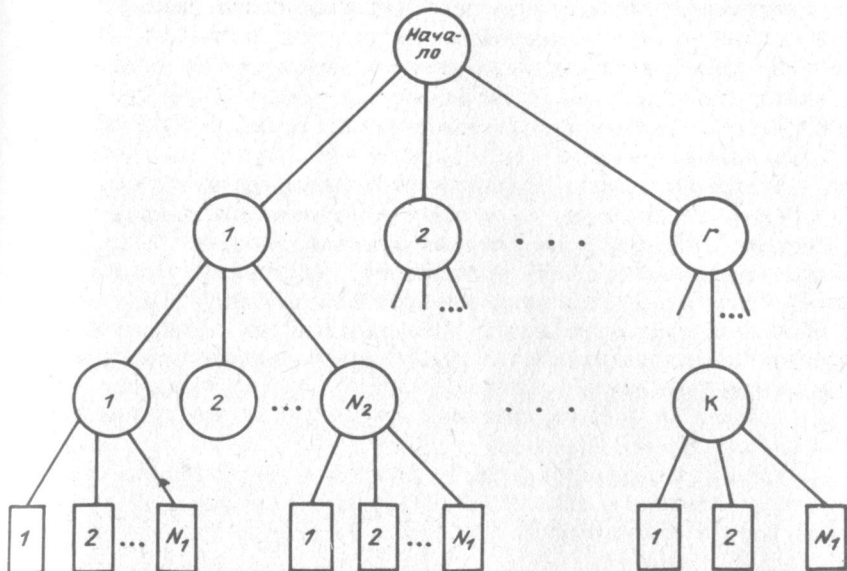 Нача-
ло
1 2 . . . r
...
...
1 2 ... N₂ . . . K
1 2 ... N₁ 1 2 ... N₁ 1 2 N₁